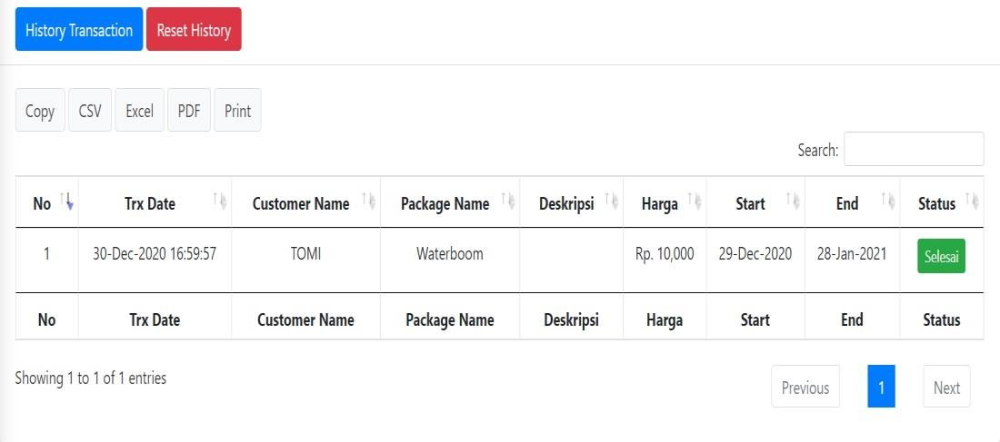 History Transaction Reset History
Copy CSV Excel PDF Print
Search:
No Trx Date Customer Name Package Name Deskripsi Harga Start End Status
1 30-Dec-2020 16:59:57 TOMI Waterboom Rp. 10,000 29-Dec-2020 28-Jan-2021 Selesai
No Trx Date Customer Name Package Name Deskripsi Harga Start End Status
Showing 1 to 1 of 1 entries Previous 1 Next